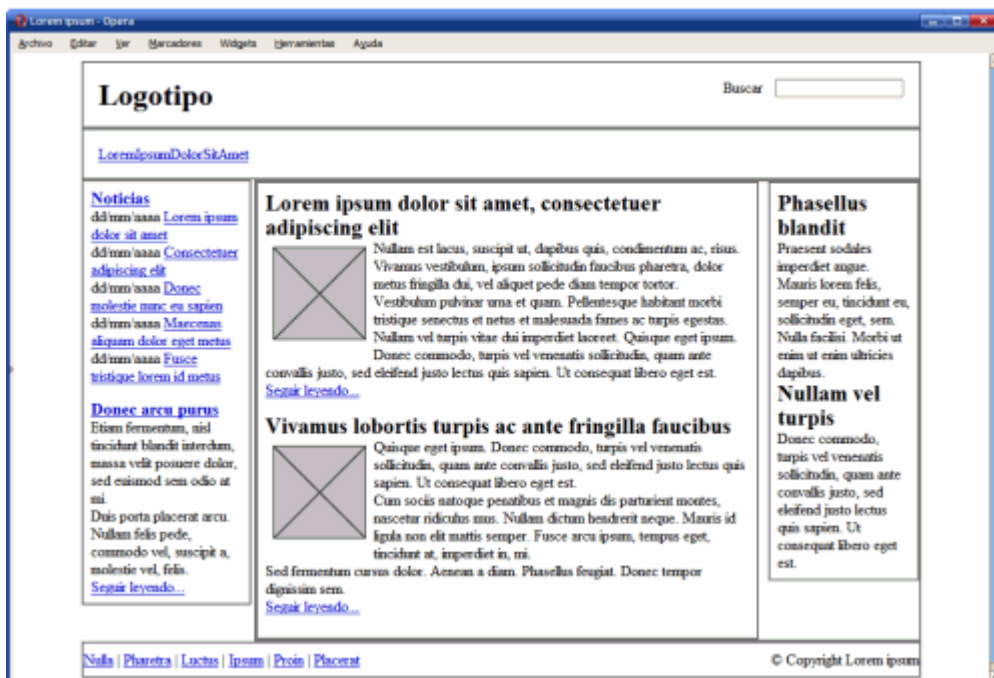 Lorem ipsum - Opera
Archivo Editar Ver Marcadores Widgets Herramientas Ayuda
Logotipo
Buscar
LoremIpsumDolorSitAmet
Noticias
dd/mm/aaaa Lorem ipsum
dolor sit amet
dd/mm/aaaa Consectetuer
adipiscing elit
dd/mm/aaaa Donec
molestie nunc eu sapien
dd/mm/aaaa Maecenas
aliquam dolor eget metus
dd/mm/aaaa Fusce
tristique lorem id metus
Donec arcu purus
Etiam fermentum, nisl
tincidunt blandit interdum,
massa velit posuere dolor,
sed euismod sem odio at
mi.
Duis porta placerat arcu.
Nullam felis pede,
commodo vel, suscipit a,
molestie vel, felis.
Seguir leyendo...
Lorem ipsum dolor sit amet, consectetuer
adipiscing elit
Nullam est lacus, suscipit ut, dapibus quis, condimentum ac, risus.
Vivamus vestibulum, ipsum sollicitudin faucibus pharetra, dolor
metus fringilla dui, vel aliquet pede diam tempor tortor.
Vestibulum pulvinar urna et quam. Pellentesque habitant morbi
tristique senectus et netus et malesuada fames ac turpis egestas.
Nullam vel turpis vitae dui imperdiet laoreet. Quisque eget ipsum.
Donec commodo, turpis vel venenatis sollicitudin, quam ante
convallis justo, sed eleifend justo lectus quis sapien. Ut consequat libero eget est.
Seguir leyendo...
Vivamus lobortis turpis ac ante fringilla faucibus
Quisque eget ipsum. Donec commodo, turpis vel venenatis
sollicitudin, quam ante convallis justo, sed eleifend justo lectus quis
sapien. Ut consequat libero eget est.
Cum sociis natoque penatibus et magnis dis parturient montes,
nascetur ridiculus mus. Nullam dictum hendrerit neque. Mauris id
ligula non elit mattis semper. Fusce arcu ipsum, tempus eget,
tincidunt at, imperdiet in, mi.
Sed fermentum cursus dolor. Aenean a diam. Phasellus feugiat. Donec tempor
dignissim sem.
Seguir leyendo...
Phasellus
blandit
Praesent sodales
imperdiet augue.
Mauris lorem felis,
semper eu, tincidunt eu,
sollicitudin eget, sem.
Nulla facilisi. Morbi ut
enim ut enim ultricies
dapibus.
Nullam vel
turpis
Donec commodo,
turpis vel venenatis
sollicitudin, quam ante
convallis justo, sed
eleifend justo lectus
quis sapien. Ut
consequat libero eget
est.
Nulla | Pharetra | Luctus | Ipsum | Proin | Placerat
© Copyright Lorem ipsum